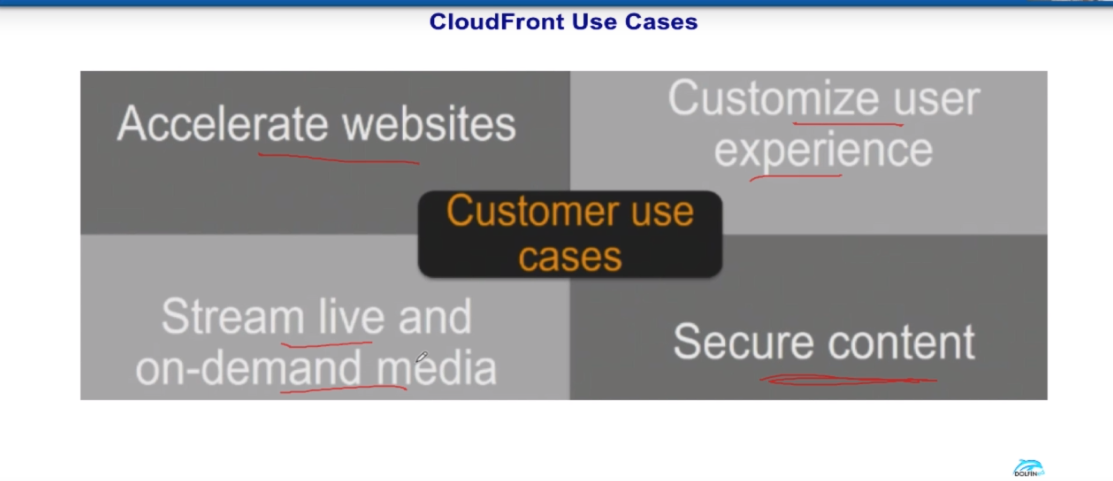 CloudFront Use Cases
Accelerate websites
Customize user
experience
Customer use
cases
Stream live and
on-demand media
Secure content
DOLFIN